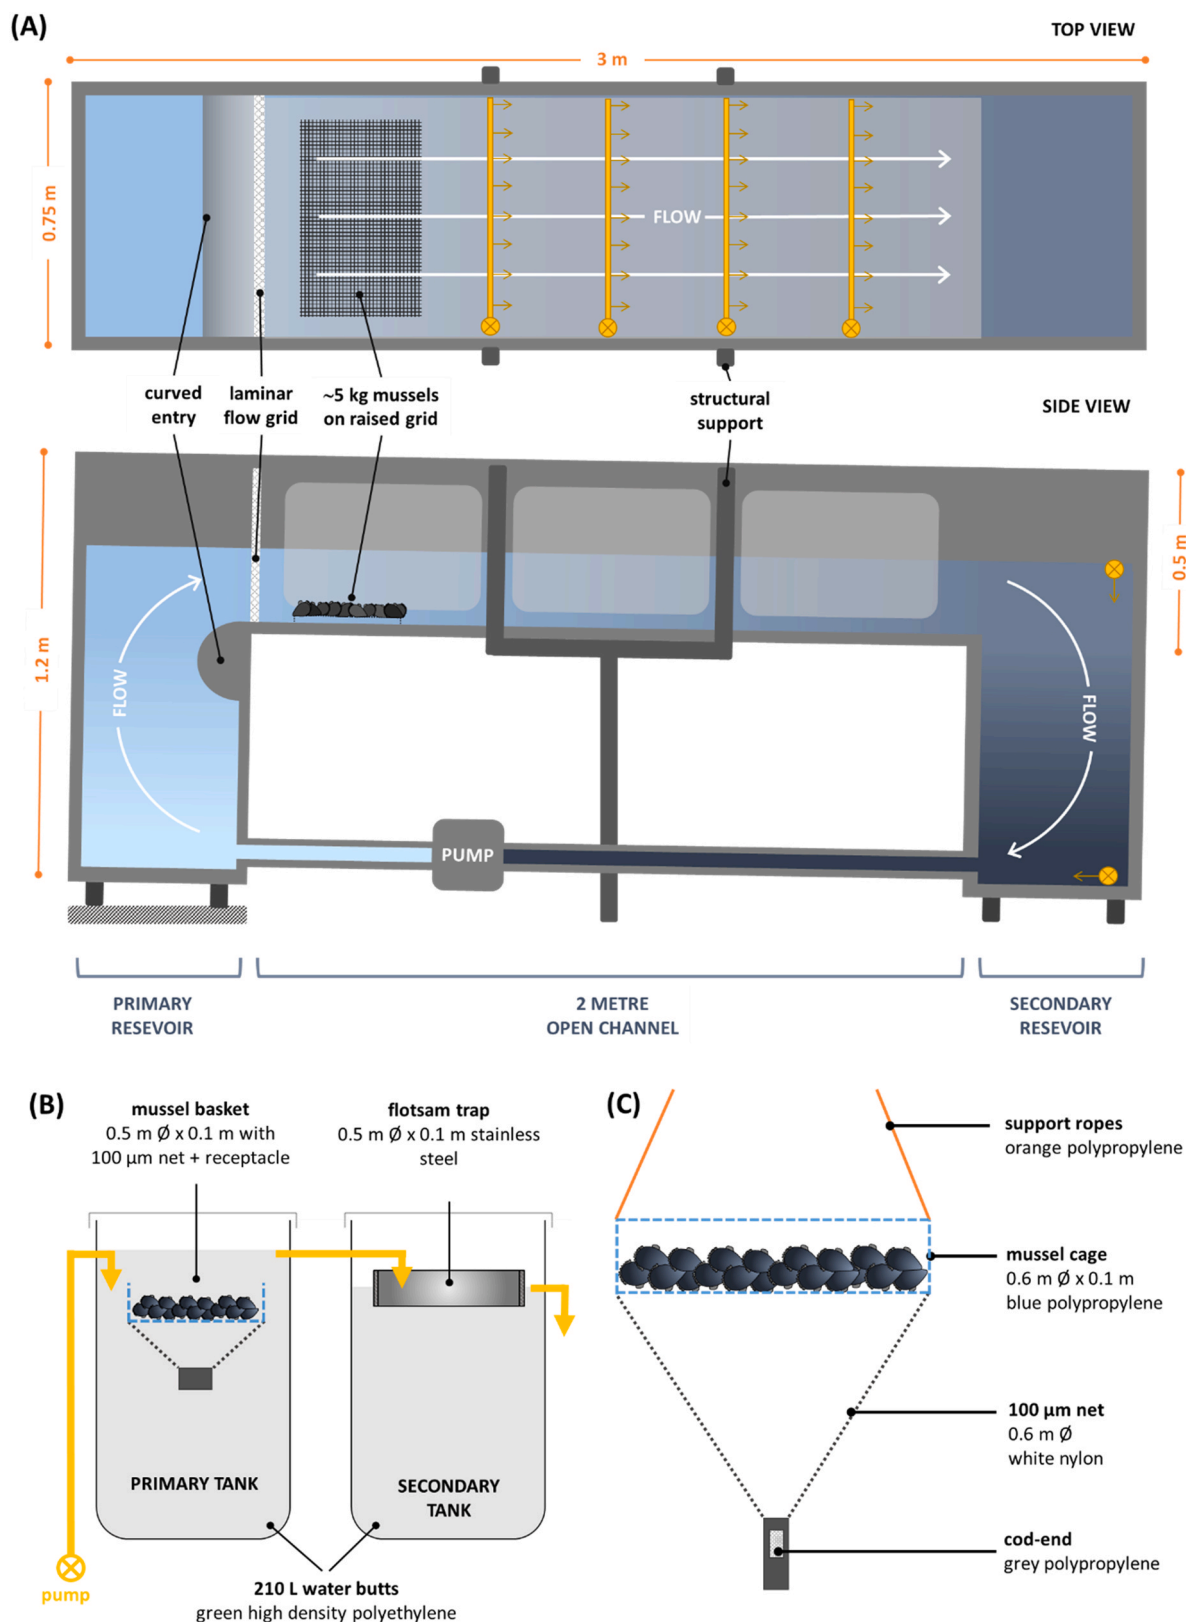 (A)
TOP VIEW
3 m
0.75 m
FLOW
curved
entry
laminar
flow grid
~5 kg mussels
on raised grid
structural
support
SIDE VIEW
1.2 m
0.5 m
FLOW
FLOW
PUMP
PRIMARY
RESEVOIR
2 METRE
OPEN CHANNEL
SECONDARY
RESEVOIR
(B)
mussel basket
0.5 m Ø x 0.1 m with
100 µm net + receptacle
flotsam trap
0.5 m Ø x 0.1 m stainless
steel
PRIMARY TANK
SECONDARY
TANK
pump
210 L water butts
green high density polyethylene
(C)
support ropes
orange polypropylene
mussel cage
0.6 m Ø x 0.1 m
blue polypropylene
100 µm net
0.6 m Ø
white nylon
cod-end
grey polypropylene